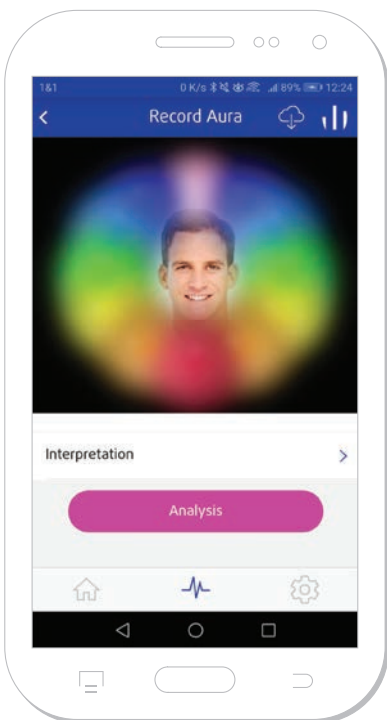 1&1 0 K/s 89% 12:24
Record Aura
Interpretation
Analysis